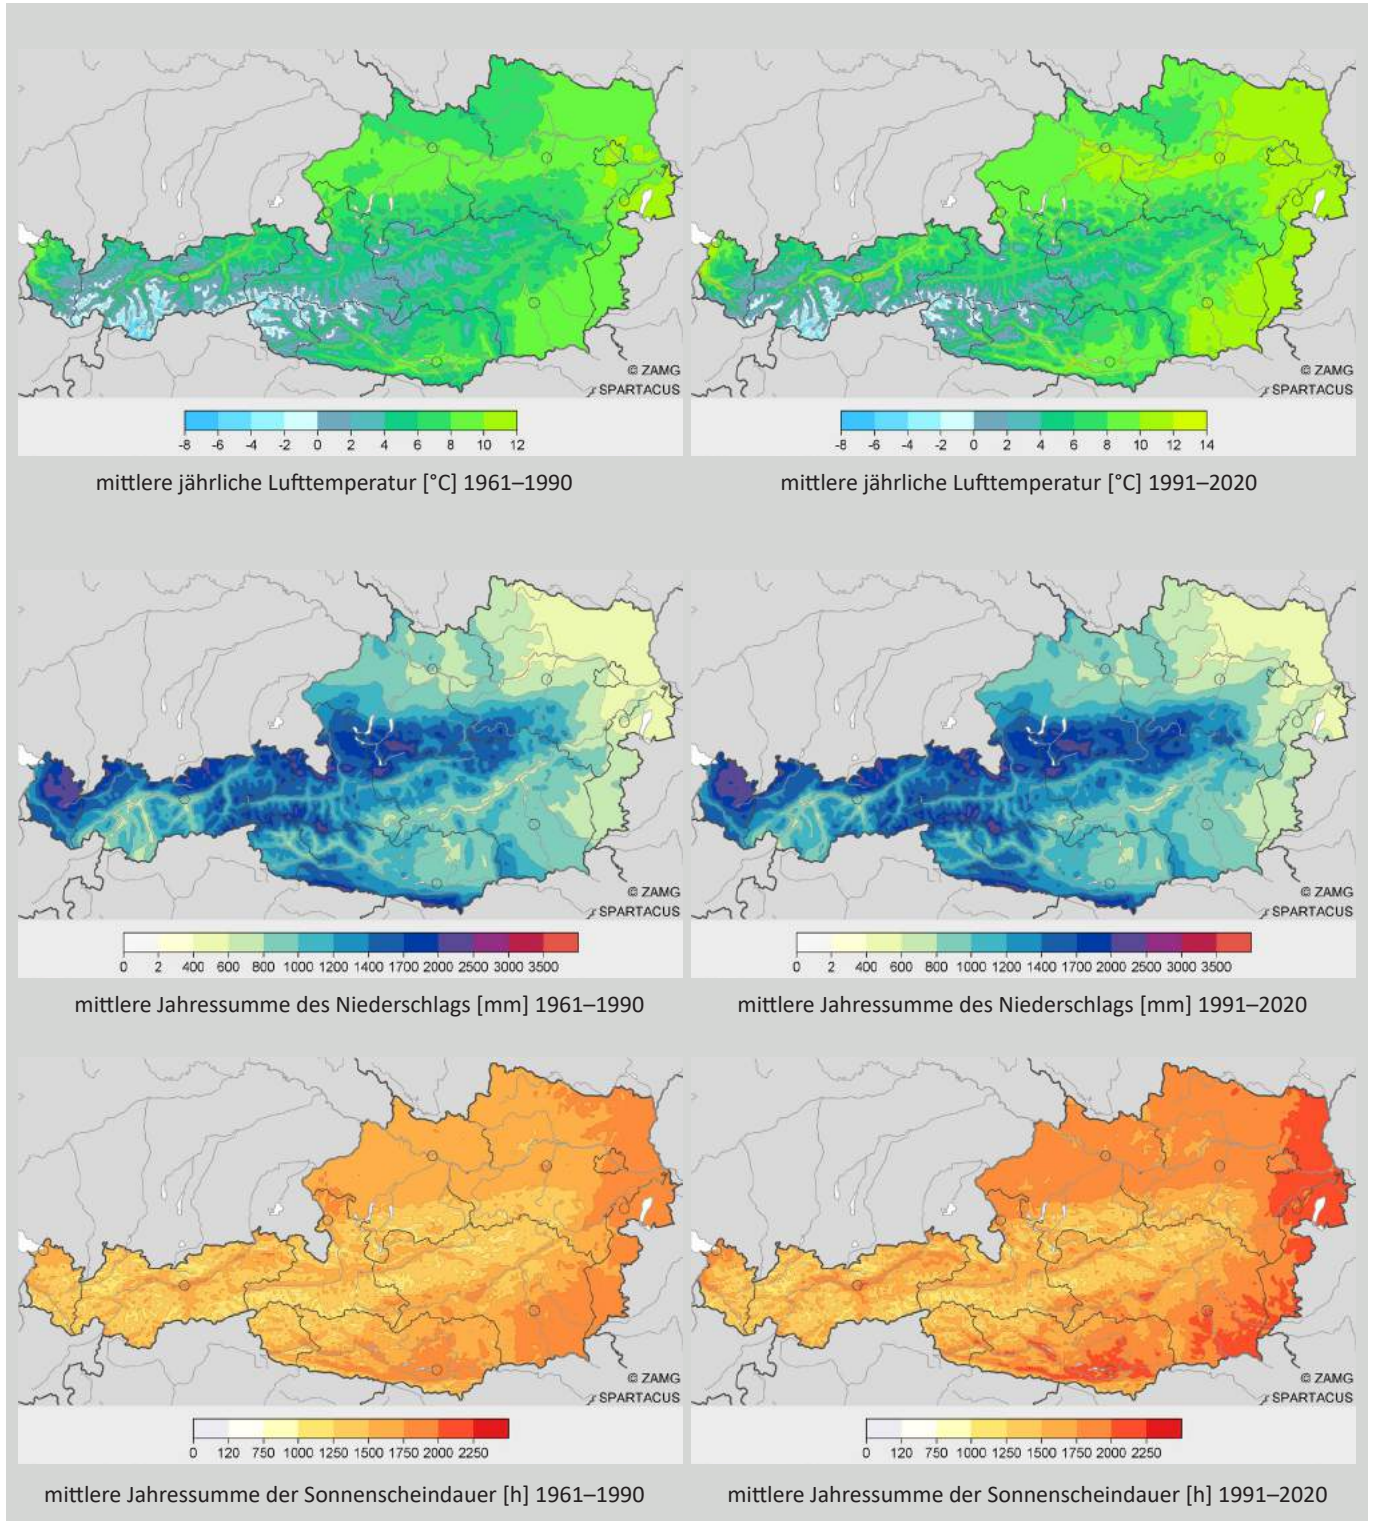 © ZAMG
SPARTACUS
-8 -6 -4 -2 0 2 4 6 8 10 12
mittlere jährliche Lufttemperatur [°C] 1961–1990
© ZAMG
SPARTACUS
-8 -6 -4 -2 0 2 4 6 8 10 12 14
mittlere jährliche Lufttemperatur [°C] 1991–2020
© ZAMG
SPARTACUS
0 2 400 600 800 1000 1200 1400 1700 2000 2500 3000 3500
mittlere Jahressumme des Niederschlags [mm] 1961–1990
© ZAMG
SPARTACUS
0 2 400 600 800 1000 1200 1400 1700 2000 2500 3000 3500
mittlere Jahressumme des Niederschlags [mm] 1991–2020
© ZAMG
SPARTACUS
0 120 750 1000 1250 1500 1750 2000 2250
mittlere Jahressumme der Sonnenscheindauer [h] 1961–1990
© ZAMG
SPARTACUS
0 120 750 1000 1250 1500 1750 2000 2250
mittlere Jahressumme der Sonnenscheindauer [h] 1991–2020